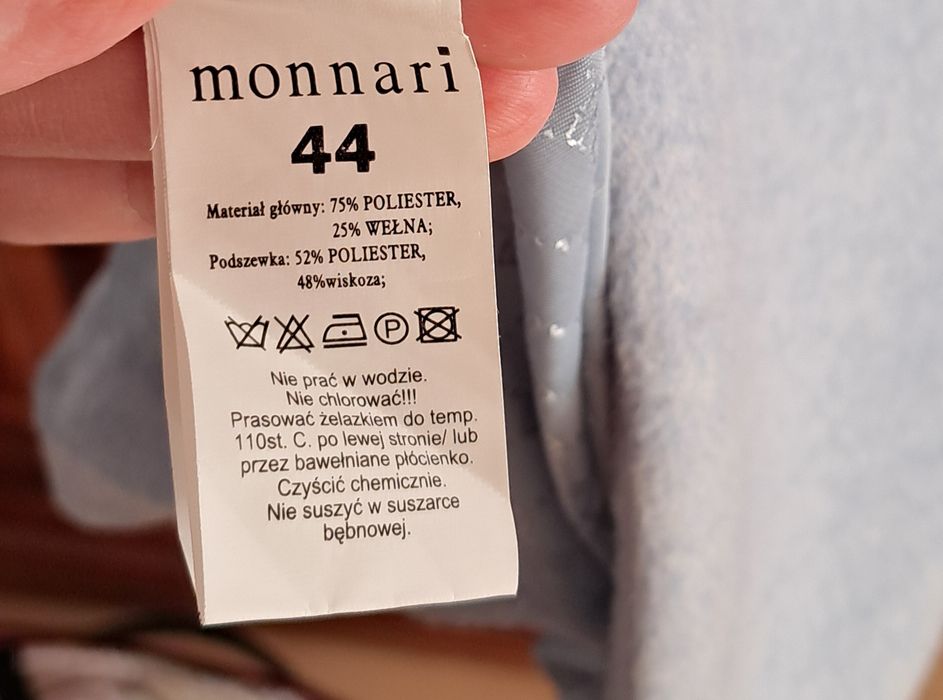 monnari
44
Materiał główny: 75% POLIESTER,
25% WEŁNA;
Podszewka: 52% POLIESTER,
48%wiskoza;
P
Nie prać w wodzie.
Nie chlorować!!!
Prasować żelazkiem do temp.
110st. C. po lewej stronie/ lub
przez bawełniane płócienko.
Czyścić chemicznie.
Nie suszyć w suszarce
bębnowej.